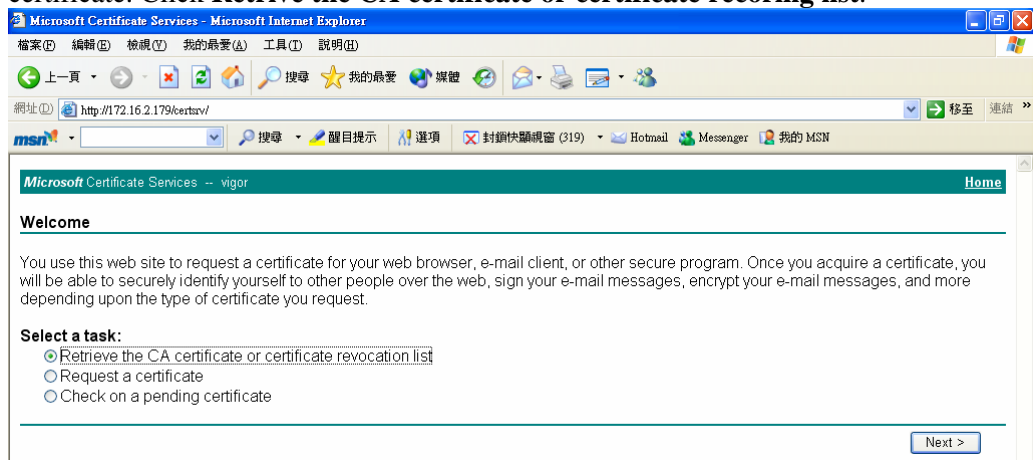 certificate. Click Retrive the CA certificate or certificate recoring list.
Microsoft Certificate Services - Microsoft Internet Explorer
檔案(F) 編輯(E) 檢視(V) 我的最愛(A) 工具(T) 說明(H)
上一頁 搜尋 我的最愛 媒體
網址(D) http://172.16.2.179/certsrv/ 移至 連結 »
msn 搜尋 醒目提示 選項 封鎖快顯視窗 (319) Hotmail Messenger 我的 MSN
Microsoft Certificate Services -- vigor Home
Welcome
You use this web site to request a certificate for your web browser, e-mail client, or other secure program. Once you acquire a certificate, you
will be able to securely identify yourself to other people over the web, sign your e-mail messages, encrypt your e-mail messages, and more
depending upon the type of certificate you request.
Select a task:
Retrieve the CA certificate or certificate revocation list
Request a certificate
Check on a pending certificate
Next >